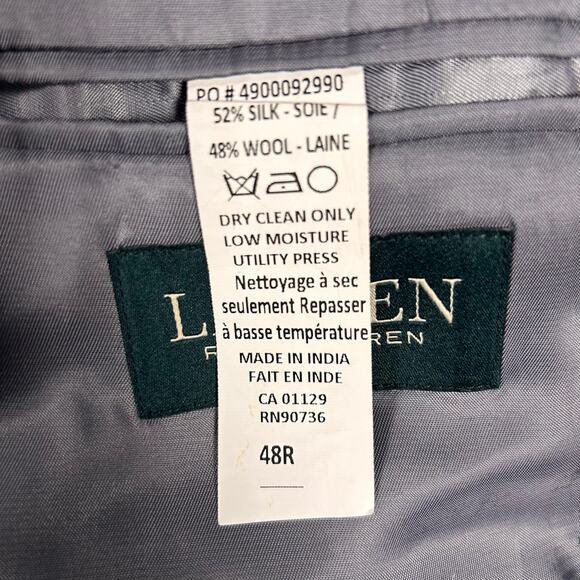 PO # 4900092990
52% SILK - SOIE /
48% WOOL - LAINE
DRY CLEAN ONLY
LOW MOISTURE
UTILITY PRESS
Nettoyage à sec
seulement Repasser
à basse température
MADE IN INDIA
FAIT EN INDE
CA 01129
RN90736
48R